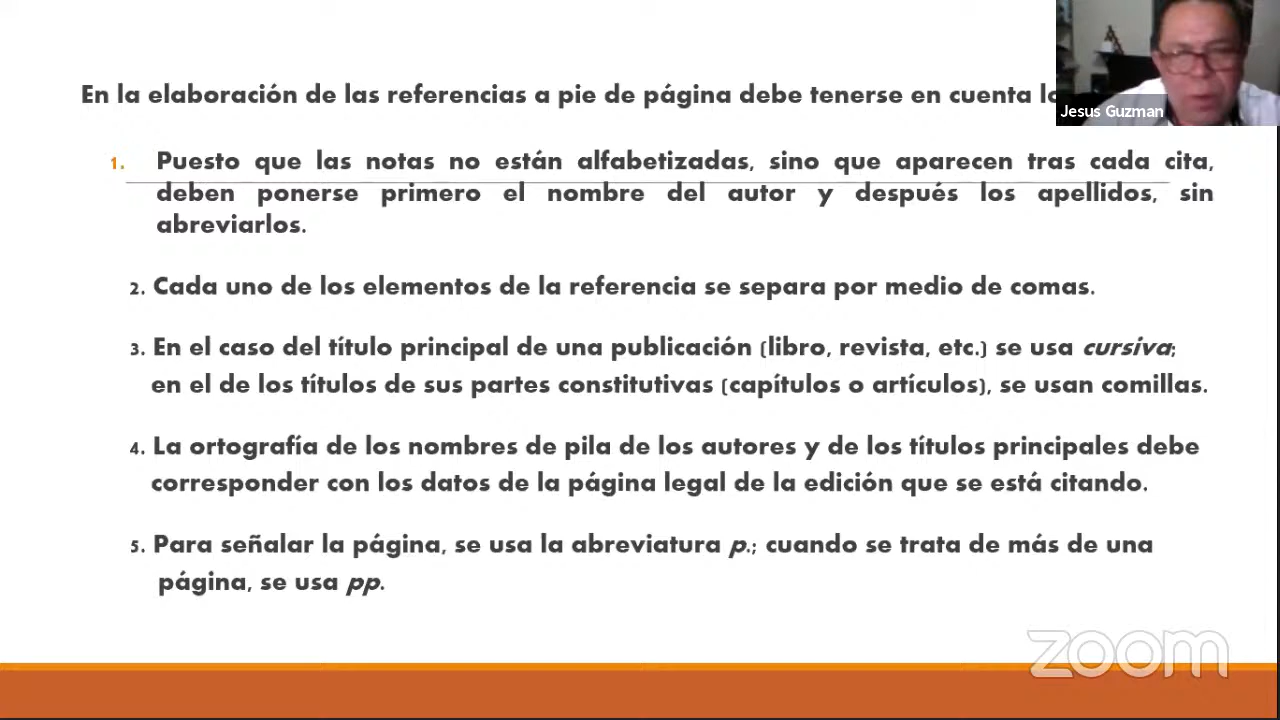 En la elaboración de las referencias a pie de página debe tenerse en cuenta
Jesus Guzman
1. Puesto que las notas no están alfabetizadas, sino que aparecen tras cada cita,
deben ponerse primero el nombre del autor y después los apellidos, sin
abreviarlos.
2. Cada uno de los elementos de la referencia se separa por medio de comas.
3. En el caso del título principal de una publicación (libro, revista, etc.) se usa cursiva;
en el de los títulos de sus partes constitutivas (capítulos o artículos), se usan comillas.
4. La ortografía de los nombres de pila de los autores y de los títulos principales debe
corresponder con los datos de la página legal de la edición que se está citando.
5. Para señalar la página, se usa la abreviatura p.; cuando se trata de más de una
página, se usa pp.
zoom